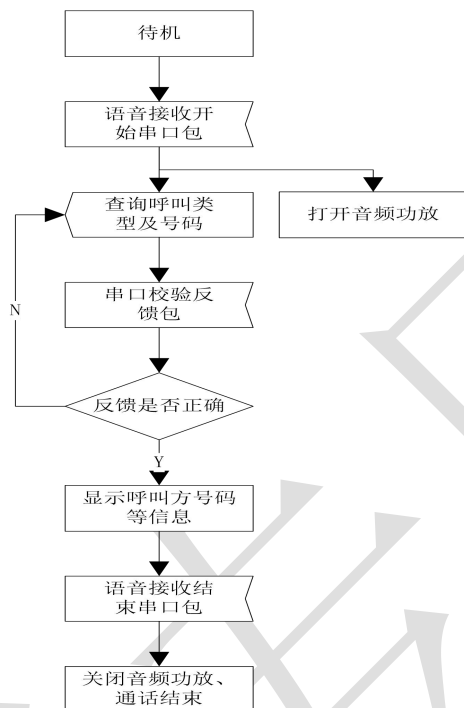 待机
语音接收开
始串口包
查询呼叫类
型及号码
打开音频功放
串口校验反
馈包
N
反馈是否正确
Y
显示呼叫方号码
等信息
语音接收结
束串口包
关闭音频功放、
通话结束